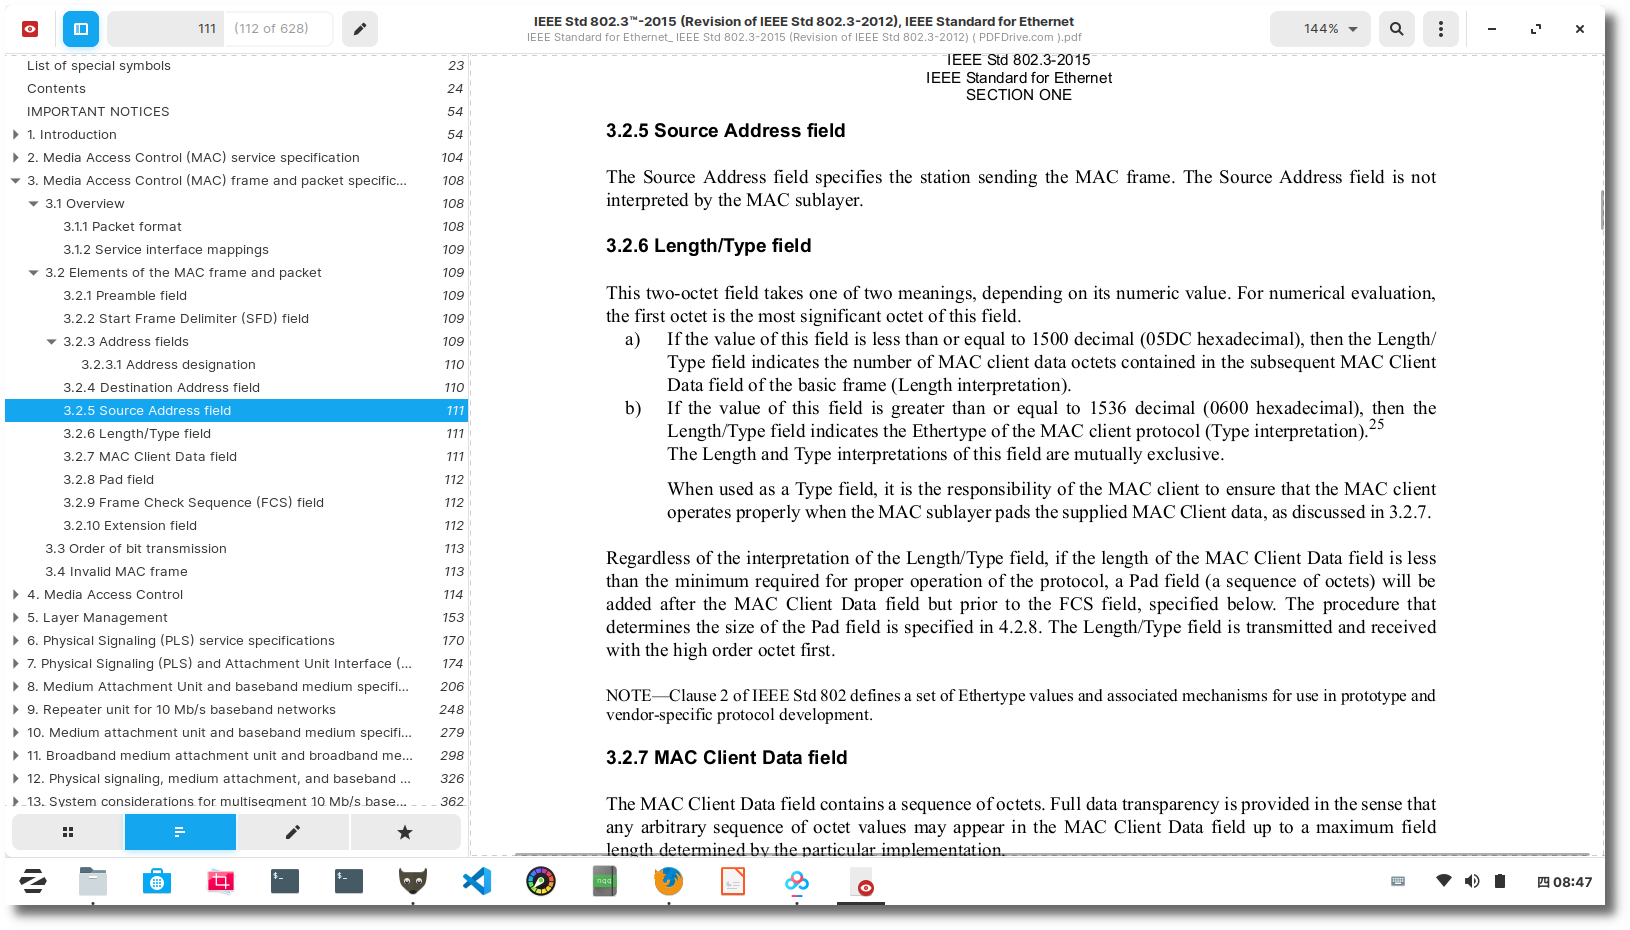 111 (112 of 628)
IEEE Std 802.3™-2015 (Revision of IEEE Std 802.3-2012), IEEE Standard for Ethernet
IEEE Standard for Ethernet_ IEEE Std 802.3-2015 (Revision of IEEE Std 802.3-2012) ( PDFDrive.com ).pdf
144%
List of special symbols 23
Contents 24
IMPORTANT NOTICES 54
1. Introduction 54
2. Media Access Control (MAC) service specification 104
3. Media Access Control (MAC) frame and packet specific... 108
3.1 Overview 108
3.1.1 Packet format 108
3.1.2 Service interface mappings 109
3.2 Elements of the MAC frame and packet 109
3.2.1 Preamble field 109
3.2.2 Start Frame Delimiter (SFD) field 109
3.2.3 Address fields 109
3.2.3.1 Address designation 110
3.2.4 Destination Address field 110
3.2.5 Source Address field 111
3.2.6 Length/Type field 111
3.2.7 MAC Client Data field 111
3.2.8 Pad field 112
3.2.9 Frame Check Sequence (FCS) field 112
3.2.10 Extension field 112
3.3 Order of bit transmission 113
3.4 Invalid MAC frame 113
4. Media Access Control 114
5. Layer Management 153
6. Physical Signaling (PLS) service specifications 170
7. Physical Signaling (PLS) and Attachment Unit Interface (... 174
8. Medium Attachment Unit and baseband medium specifi... 206
9. Repeater unit for 10 Mb/s baseband networks 248
10. Medium attachment unit and baseband medium specifi... 279
11. Broadband medium attachment unit and broadband me... 298
12. Physical signaling, medium attachment, and baseband ... 326
13. System considerations for multisegment 10 Mb/s base... 362
IEEE Std 802.3-2015
IEEE Standard for Ethernet
SECTION ONE
3.2.5 Source Address field
The Source Address field specifies the station sending the MAC frame. The Source Address field is not
interpreted by the MAC sublayer.
3.2.6 Length/Type field
This two-octet field takes one of two meanings, depending on its numeric value. For numerical evaluation,
the first octet is the most significant octet of this field.
a) If the value of this field is less than or equal to 1500 decimal (05DC hexadecimal), then the Length/
Type field indicates the number of MAC client data octets contained in the subsequent MAC Client
Data field of the basic frame (Length interpretation).
b) If the value of this field is greater than or equal to 1536 decimal (0600 hexadecimal), then the
Length/Type field indicates the Ethertype of the MAC client protocol (Type interpretation).25
The Length and Type interpretations of this field are mutually exclusive.
When used as a Type field, it is the responsibility of the MAC client to ensure that the MAC client
operates properly when the MAC sublayer pads the supplied MAC Client data, as discussed in 3.2.7.
Regardless of the interpretation of the Length/Type field, if the length of the MAC Client Data field is less
than the minimum required for proper operation of the protocol, a Pad field (a sequence of octets) will be
added after the MAC Client Data field but prior to the FCS field, specified below. The procedure that
determines the size of the Pad field is specified in 4.2.8. The Length/Type field is transmitted and received
with the high order octet first.
NOTE—Clause 2 of IEEE Std 802 defines a set of Ethertype values and associated mechanisms for use in prototype and
vendor-specific protocol development.
3.2.7 MAC Client Data field
The MAC Client Data field contains a sequence of octets. Full data transparency is provided in the sense that
any arbitrary sequence of octet values may appear in the MAC Client Data field up to a maximum field
length determined by the particular implementation.
$_
$_
nqq
四 08:47